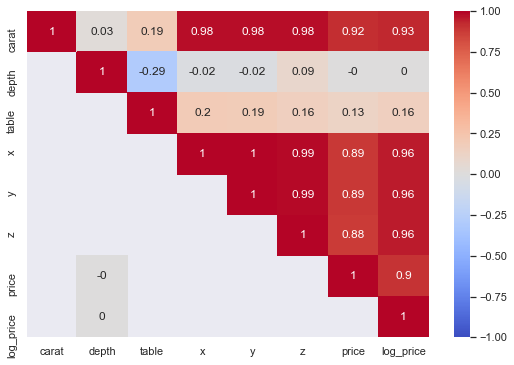 carat 1 0.03 0.19 0.98 0.98 0.98 0.92 0.93
depth 1 -0.29 -0.02 -0.02 0.09 -0 0
table 1 0.2 0.19 0.16 0.13 0.16
x 1 1 0.99 0.89 0.96
y 1 0.99 0.89 0.96
z 1 0.88 0.96
price -0 1 0.9
log_price 0 1
carat depth table x y z price log_price
1.00
0.75
0.50
0.25
0.00
−0.25
−0.50
−0.75
−1.00